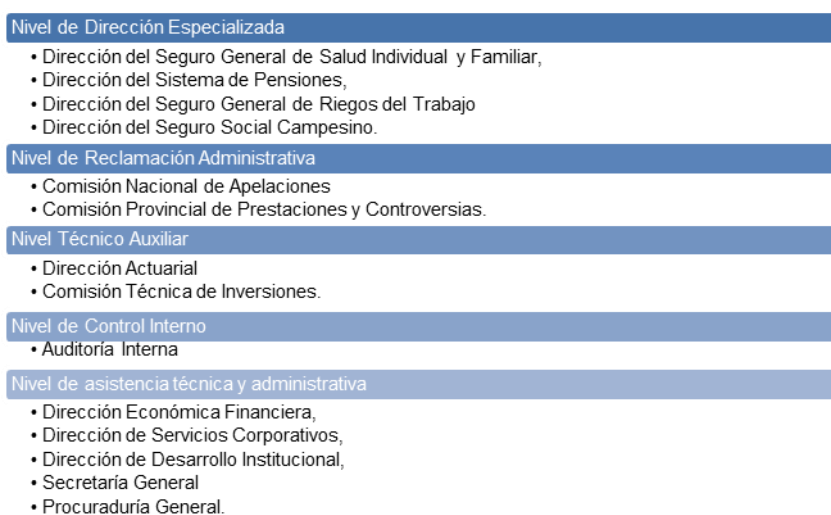 Nivel de Dirección Especializada
• Dirección del Seguro General de Salud Individual y Familiar,
• Dirección del Sistema de Pensiones,
• Dirección del Seguro General de Riegos del Trabajo
• Dirección del Seguro Social Campesino.
Nivel de Reclamación Administrativa
• Comisión Nacional de Apelaciones
• Comisión Provincial de Prestaciones y Controversias.
Nivel Técnico Auxiliar
• Dirección Actuarial
• Comisión Técnica de Inversiones.
Nivel de Control Interno
• Auditoría Interna
Nivel de asistencia técnica y administrativa
• Dirección Económica Financiera,
• Dirección de Servicios Corporativos,
• Dirección de Desarrollo Institucional,
• Secretaría General
• Procuraduría General.